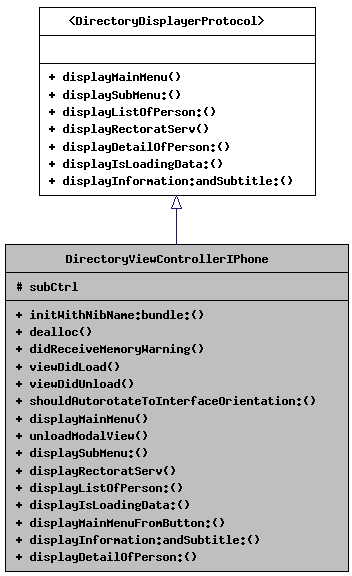 <DirectoryDisplayerProtocol>
+ displayMainMenu()
+ displaySubMenu:()
+ displayListOfPerson:()
+ displayRectoratServ()
+ displayDetailOfPerson:()
+ displayIsLoadingData:()
+ displayInformation:andSubtitle:()
DirectoryViewControllerIPhone
# subCtrl
+ initWithNibName:bundle:()
+ dealloc()
+ didReceiveMemoryWarning()
+ viewDidLoad()
+ viewDidUnload()
+ shouldAutorotateToInterfaceOrientation:()
+ displayMainMenu()
+ unloadModalView()
+ displaySubMenu:()
+ displayRectoratServ()
+ displayListOfPerson:()
+ displayIsLoadingData:()
+ displayMainMenuFromButton:()
+ displayInformation:andSubtitle:()
+ displayDetailOfPerson:()